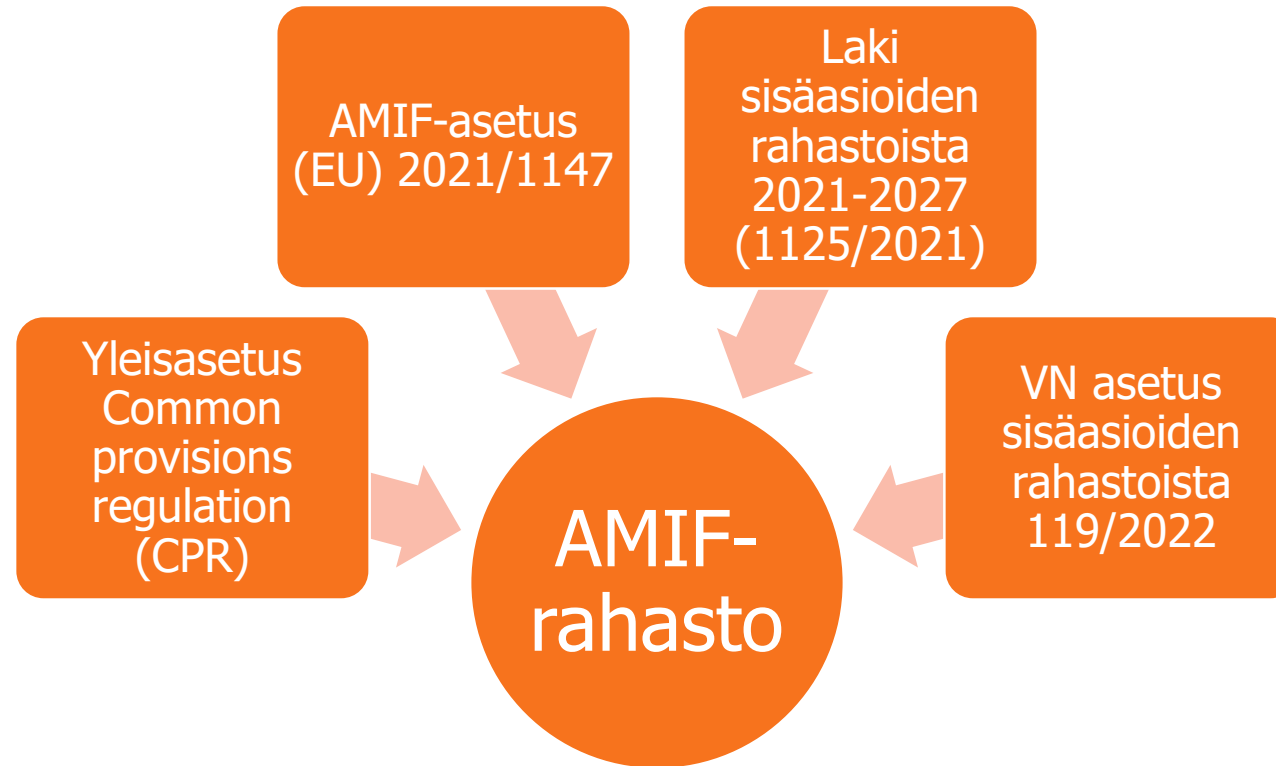 Yleisasetus
Common
provisions
regulation
(CPR)
AMIF-asetus
(EU) 2021/1147
Laki
sisäasioiden
rahastoista
2021-2027
(1125/2021)
VN asetus
sisäasioiden
rahastoista
119/2022
AMIF-
rahasto